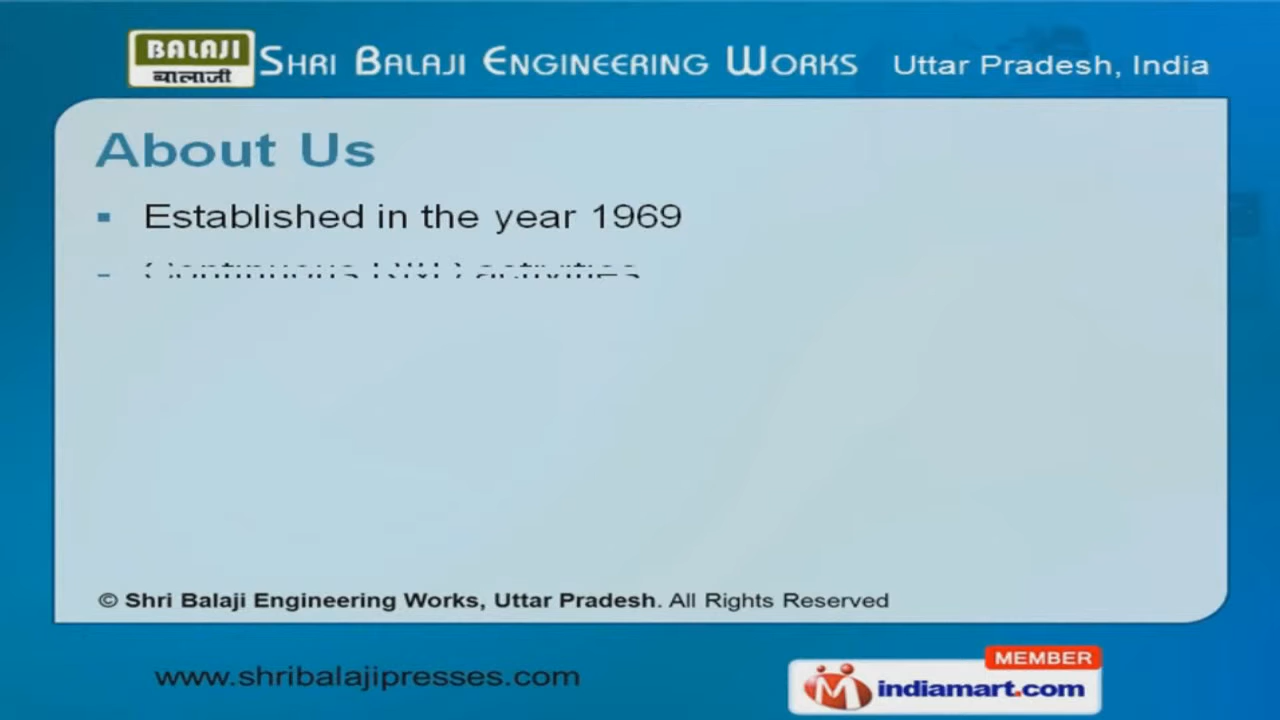 BALAJI
बालाजी
SHRI BALAJI ENGINEERING WORKS Uttar Pradesh, India
About Us
▪ Established in the year 1969
activities
© Shri Balaji Engineering Works, Uttar Pradesh. All Rights Reserved
www.shribalajipresses.com
MEMBER
indiamart.com